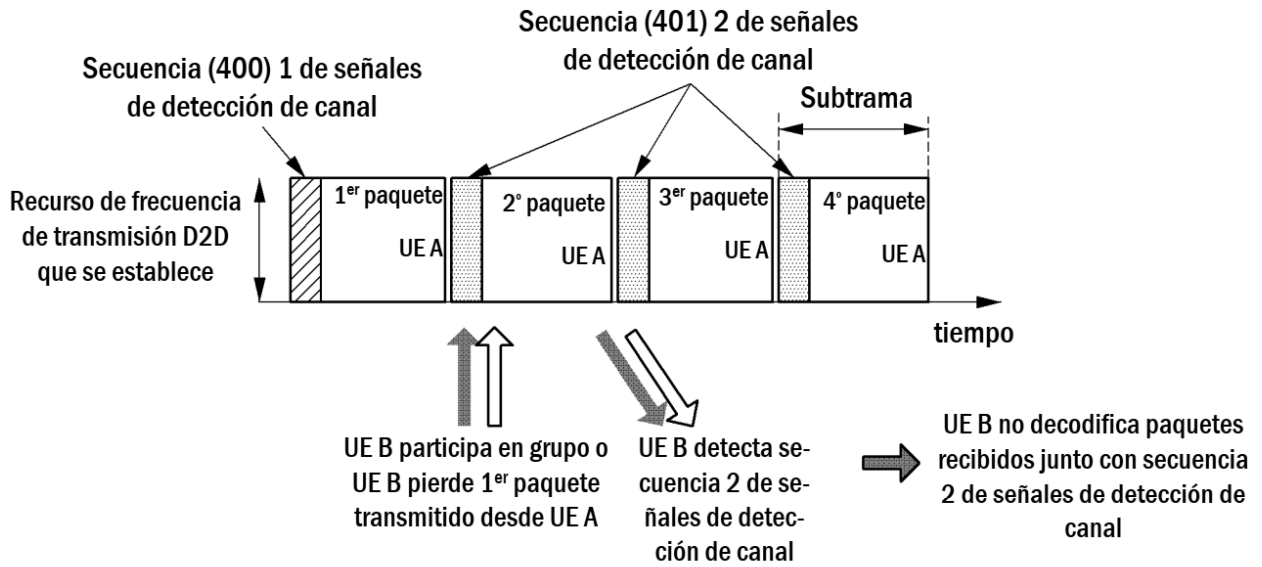 Secuencia (401) 2 de señales
de detección de canal
Secuencia (400) 1 de señales
de detección de canal
Subtrama
Recurso de frecuencia
de transmisión D2D
que se establece
1er paquete
UE A
2° paquete
UE A
3er paquete
UE A
4° paquete
UE A
tiempo
UE B participa en grupo o
UE B pierde 1er paquete
transmitido desde UE A
UE B detecta se-
cuencia 2 de se-
ñales de detec-
ción de canal
UE B no decodifica paquetes
recibidos junto con secuencia
2 de señales de detección de
canal